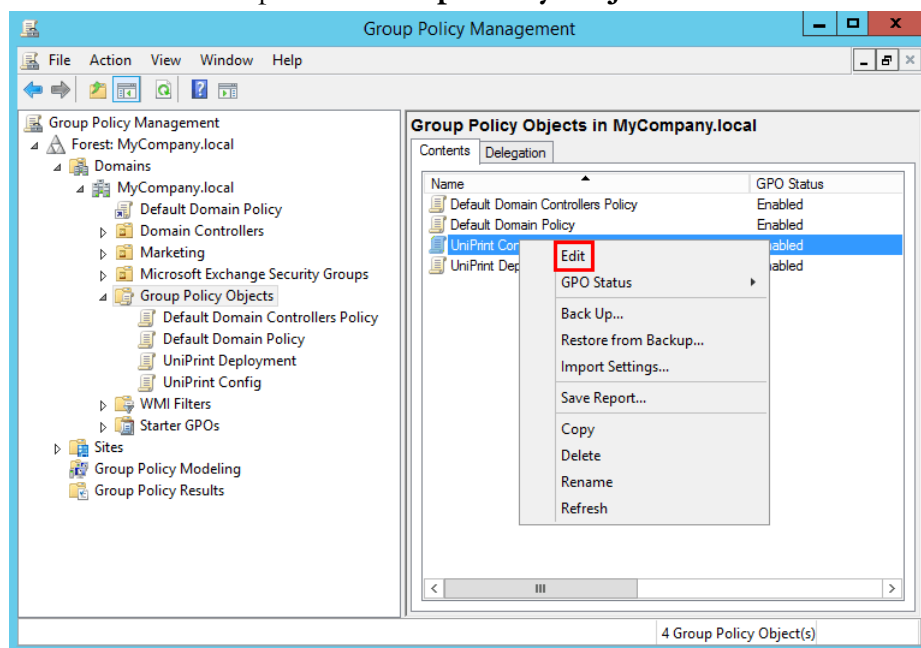 Group Policy Management
File Action View Window Help
Group Policy Management
Forest: MyCompany.local
Domains
MyCompany.local
Default Domain Policy
Domain Controllers
Marketing
Microsoft Exchange Security Groups
Group Policy Objects
Default Domain Controllers Policy
Default Domain Policy
UniPrint Deployment
UniPrint Config
WMI Filters
Starter GPOs
Sites
Group Policy Modeling
Group Policy Results
Group Policy Objects in MyCompany.local
Contents Delegation
Name GPO Status
Default Domain Controllers Policy Enabled
Default Domain Policy Enabled
UniPrint Con nabled
UniPrint Dep nabled
Edit
GPO Status
Back Up...
Restore from Backup...
Import Settings...
Save Report...
Copy
Delete
Rename
Refresh
4 Group Policy Object(s)